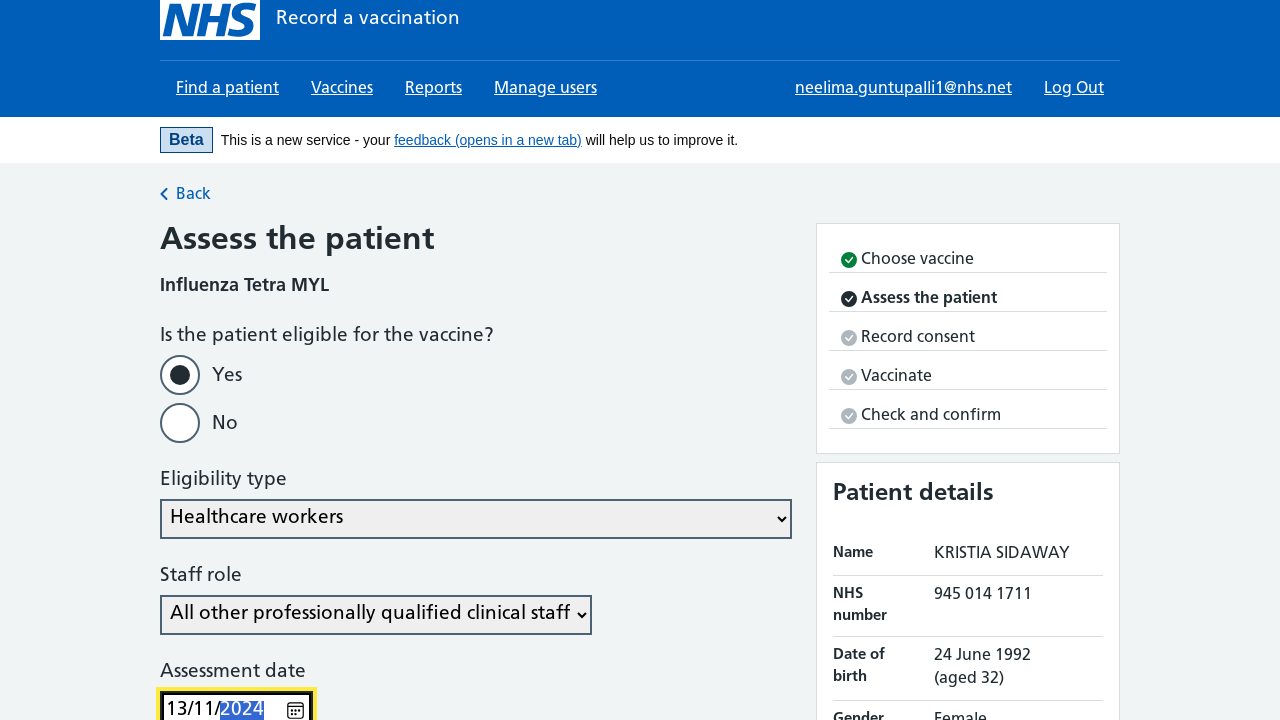 NHS Record a vaccination
Find a patient Vaccines Reports Manage users neelima.guntupalli1@nhs.net Log Out
Beta This is a new service - your feedback (opens in a new tab) will help us to improve it.
Back
Assess the patient
Influenza Tetra MYL
Is the patient eligible for the vaccine?
Yes
No
Eligibility type
Healthcare workers
Staff role
All other professionally qualified clinical staff
Assessment date
13/11/2024
Choose vaccine
Assess the patient
Record consent
Vaccinate
Check and confirm
Patient details
Name KRISTIA SIDAWAY
NHS number 945 014 1711
Date of birth 24 June 1992 (aged 32)
Gender Female